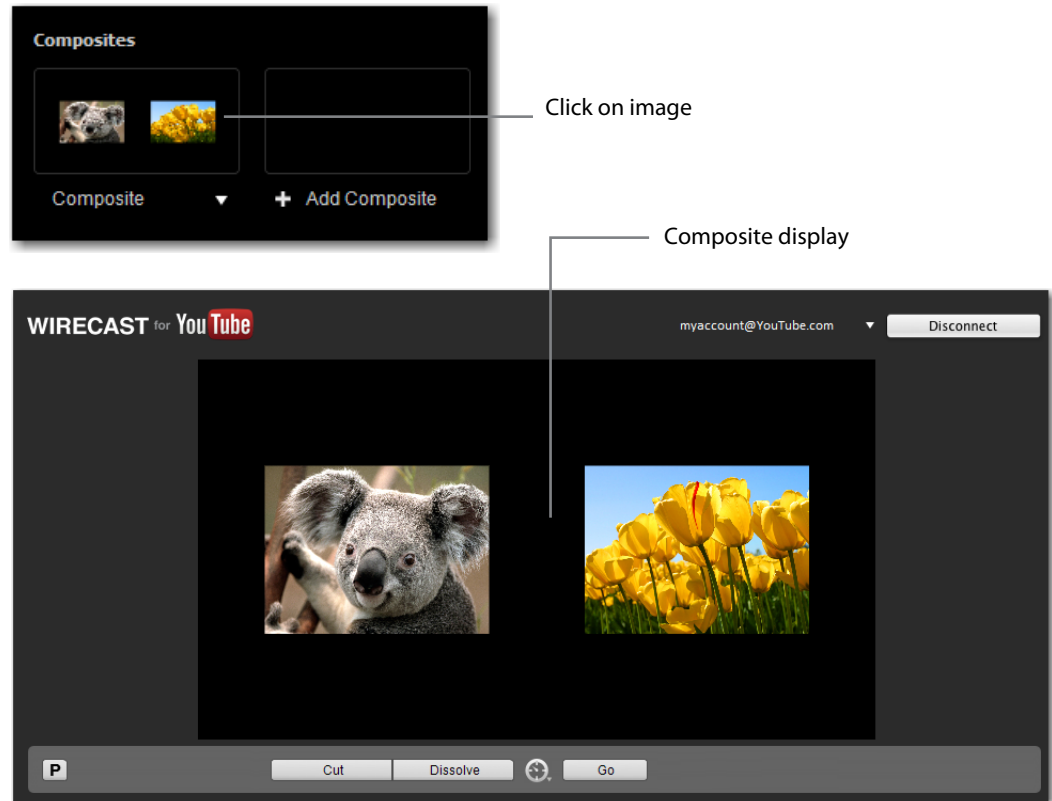 Composites
Click on image
Composite ▼ + Add Composite
Composite display
WIRECAST for YouTube
myaccount@YouTube.com ▼ Disconnect
P Cut Dissolve Go